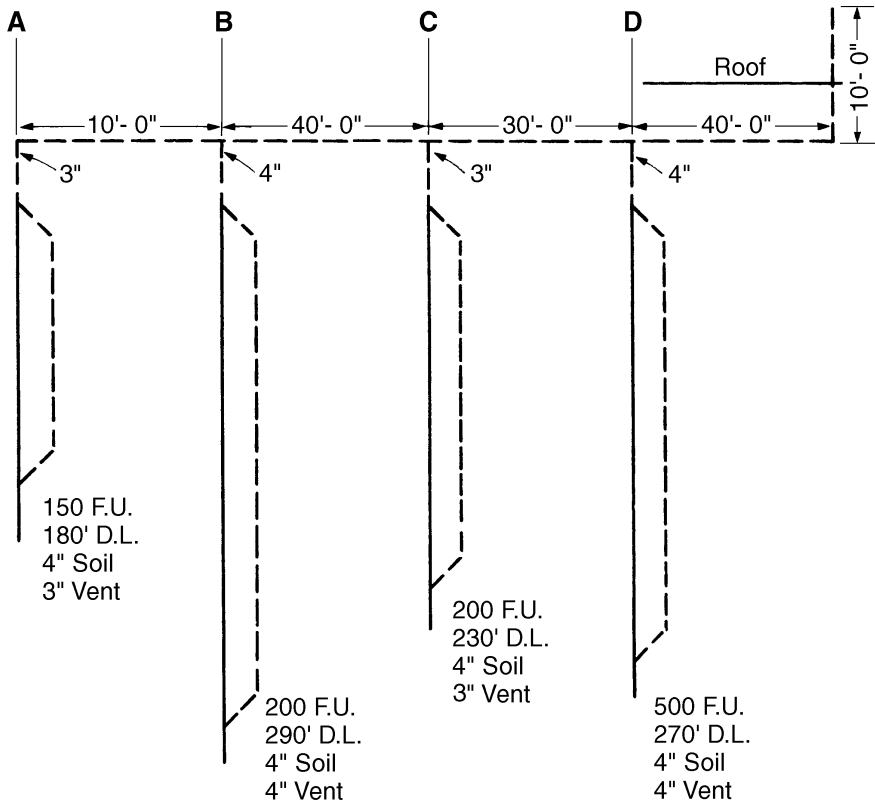 A B C D
Roof
10'- 0"
10'- 0" 40'- 0" 30'- 0" 40'- 0"
3" 4" 3" 4"
150 F.U.
180' D.L.
4" Soil
3" Vent
200 F.U.
290' D.L.
4" Soil
4" Vent
200 F.U.
230' D.L.
4" Soil
3" Vent
500 F.U.
270' D.L.
4" Soil
4" Vent